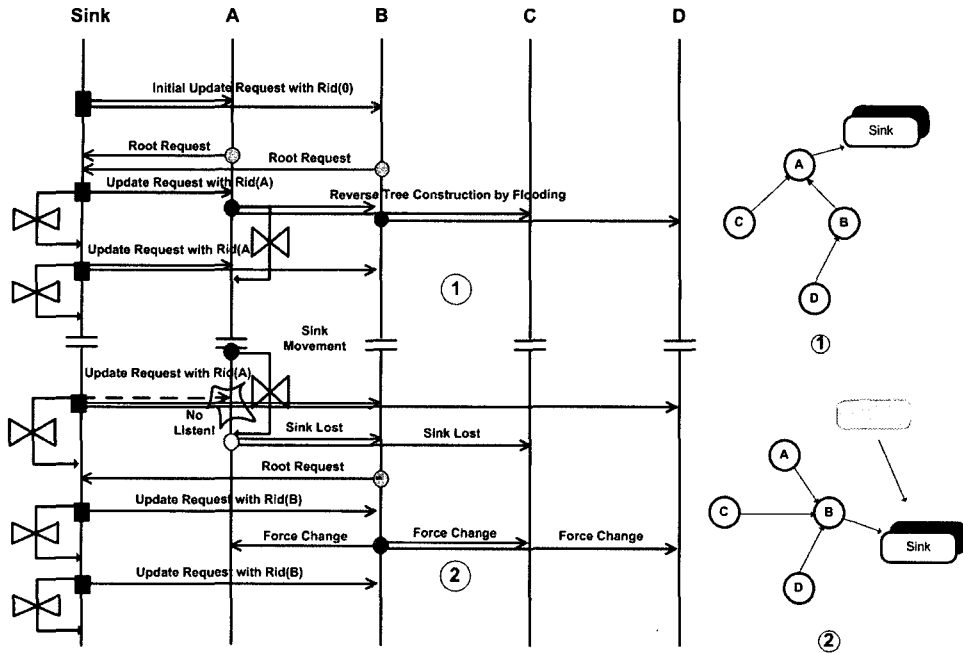 Sink A B C D
Initial Update Request with Rid(0)
Root Request
Root Request
Update Request with Rid(A)
Reverse Tree Construction by Flooding
Update Request with Rid(A
1
Sink
Movement
Update Request with Rid(A)
No
Listen!
Sink Lost
Sink Lost
Root Request
Update Request with Rid(B)
Force Change
Force Change
Force Change
Update Request with Rid(B)
2
Sink
A
C
B
D
1
A
C
B
Sink
D
2